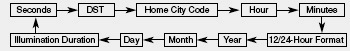 Seconds DST Home City Code Hour Minutes
Illumination Duration Day Month Year 12/24-Hour Format